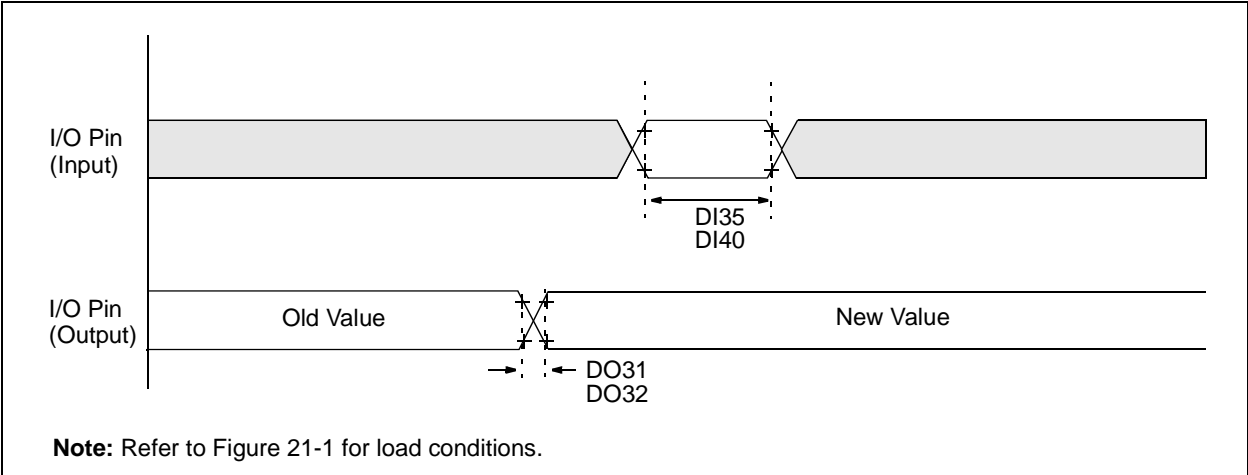 I/O Pin
(Input)
DI35
DI40
I/O Pin
(Output)
Old Value
New Value
DO31
DO32
Note: Refer to Figure 21-1 for load conditions.